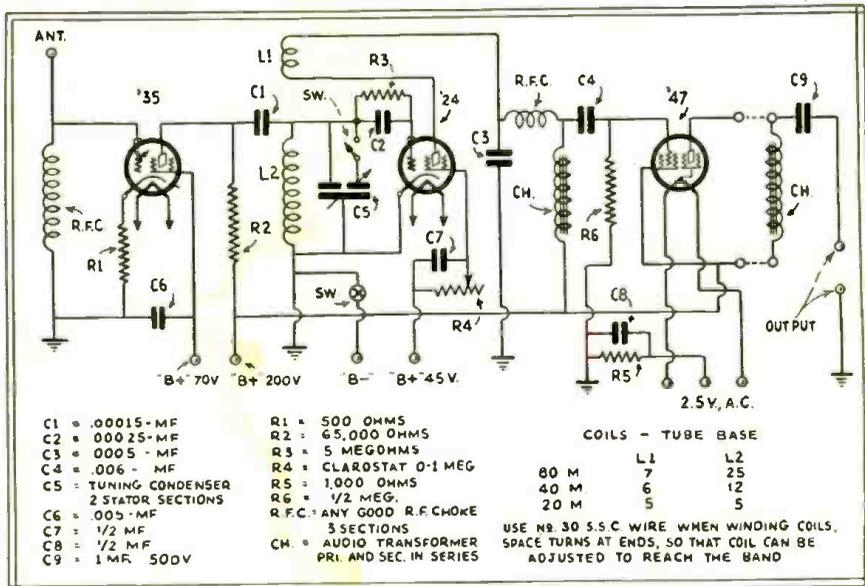 ANT.
'35
C1
L1
SW.
R3
C2
'24
R.F.C.
C4
'47
C9
R.F.C.
R1
C6
R2
L2
C5
SW.
C7
R4
C3
CH.
R6
C8
R5
CH.
OUTPUT
"B+" 70V
"B+" 200V
"B-"
"B+" 45V.
2.5V., A.C.
C1 = .00015-MF
C2 = .00025-MF
C3 = .0005 -MF
C4 = .006 - MF
C5 = TUNING CONDENSER
2 STATOR SECTIONS
C6 = .005-MF
C7 = 1/2 MF
C8 = 1/2 MF
C9 = 1 MF. 500V
R1 = 500 OHMS
R2 = 65,000 OHMS
R3 = 5 MEGOHMS
R4 = CLAROSTAT 0-1 MEG
R5 = 1,000 OHMS
R6 = 1/2 MEG.
R.F.C. = ANY GOOD R.F. CHOKE
3 SECTIONS
CH. = AUDIO TRANSFORMER
PRI. AND SEC. IN SERIES
COILS - TUBE BASE
L1 L2
80 M 7 25
40 M 6 12
20 M 5 5
USE NO. 30 S.S.C. WIRE WHEN WINDING COILS,
SPACE TURNS AT ENDS, SO THAT COIL CAN BE
ADJUSTED TO REACH THE BAND